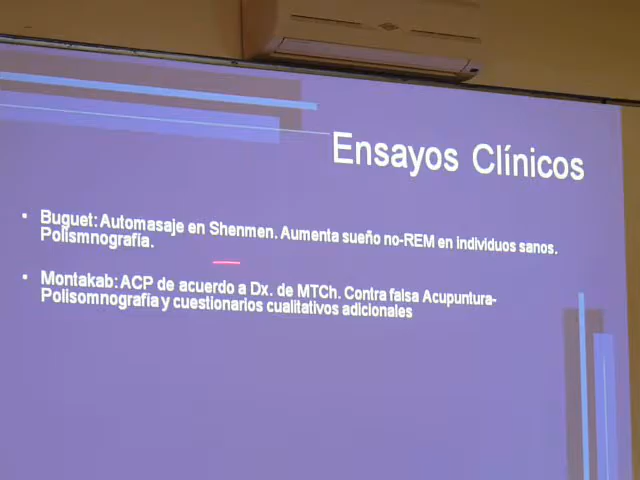 Ensayos Clínicos
▪ Buguet: Automasaje en Shenmen. Aumenta sueño no-REM en individuos sanos.
Polismnografía.
▪ Montakab: ACP de acuerdo a Dx. de MTCh. Contra falsa Acupuntura-
Polisomnografía y cuestionarios cualitativos adicionales